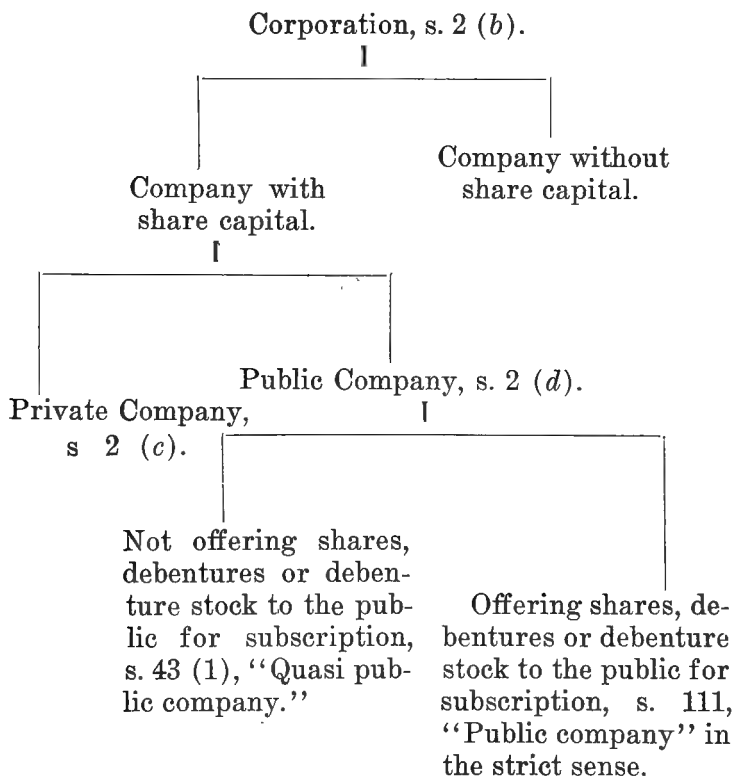 Corporation, s. 2 (b).
Company with
share capital.
Company without
share capital.
Public Company, s. 2 (d).
Private Company,
s 2 (c).
Not offering shares,
debentures or deben-
ture stock to the pub-
lic for subscription,
s. 43 (1), “Quasi pub-
lic company.”
Offering shares, de-
bentures or debenture
stock to the public for
subscription, s. 111,
“Public company” in
the strict sense.